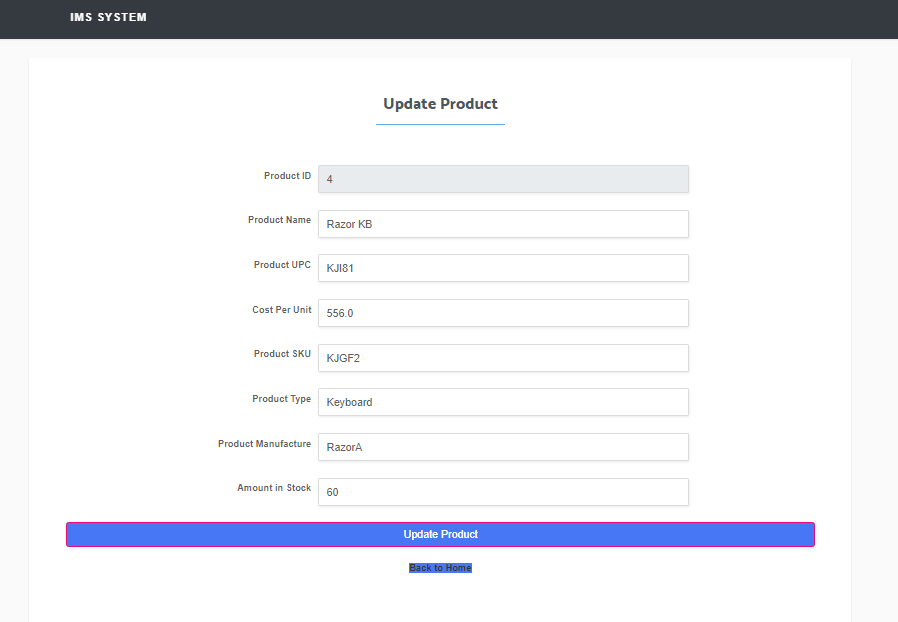 IMS SYSTEM
Update Product
Product ID 4
Product Name Razor KB
Product UPC KJI81
Cost Per Unit 556.0
Product SKU KJGF2
Product Type Keyboard
Product Manufacture RazorA
Amount in Stock 60
Update Product
Back to Home